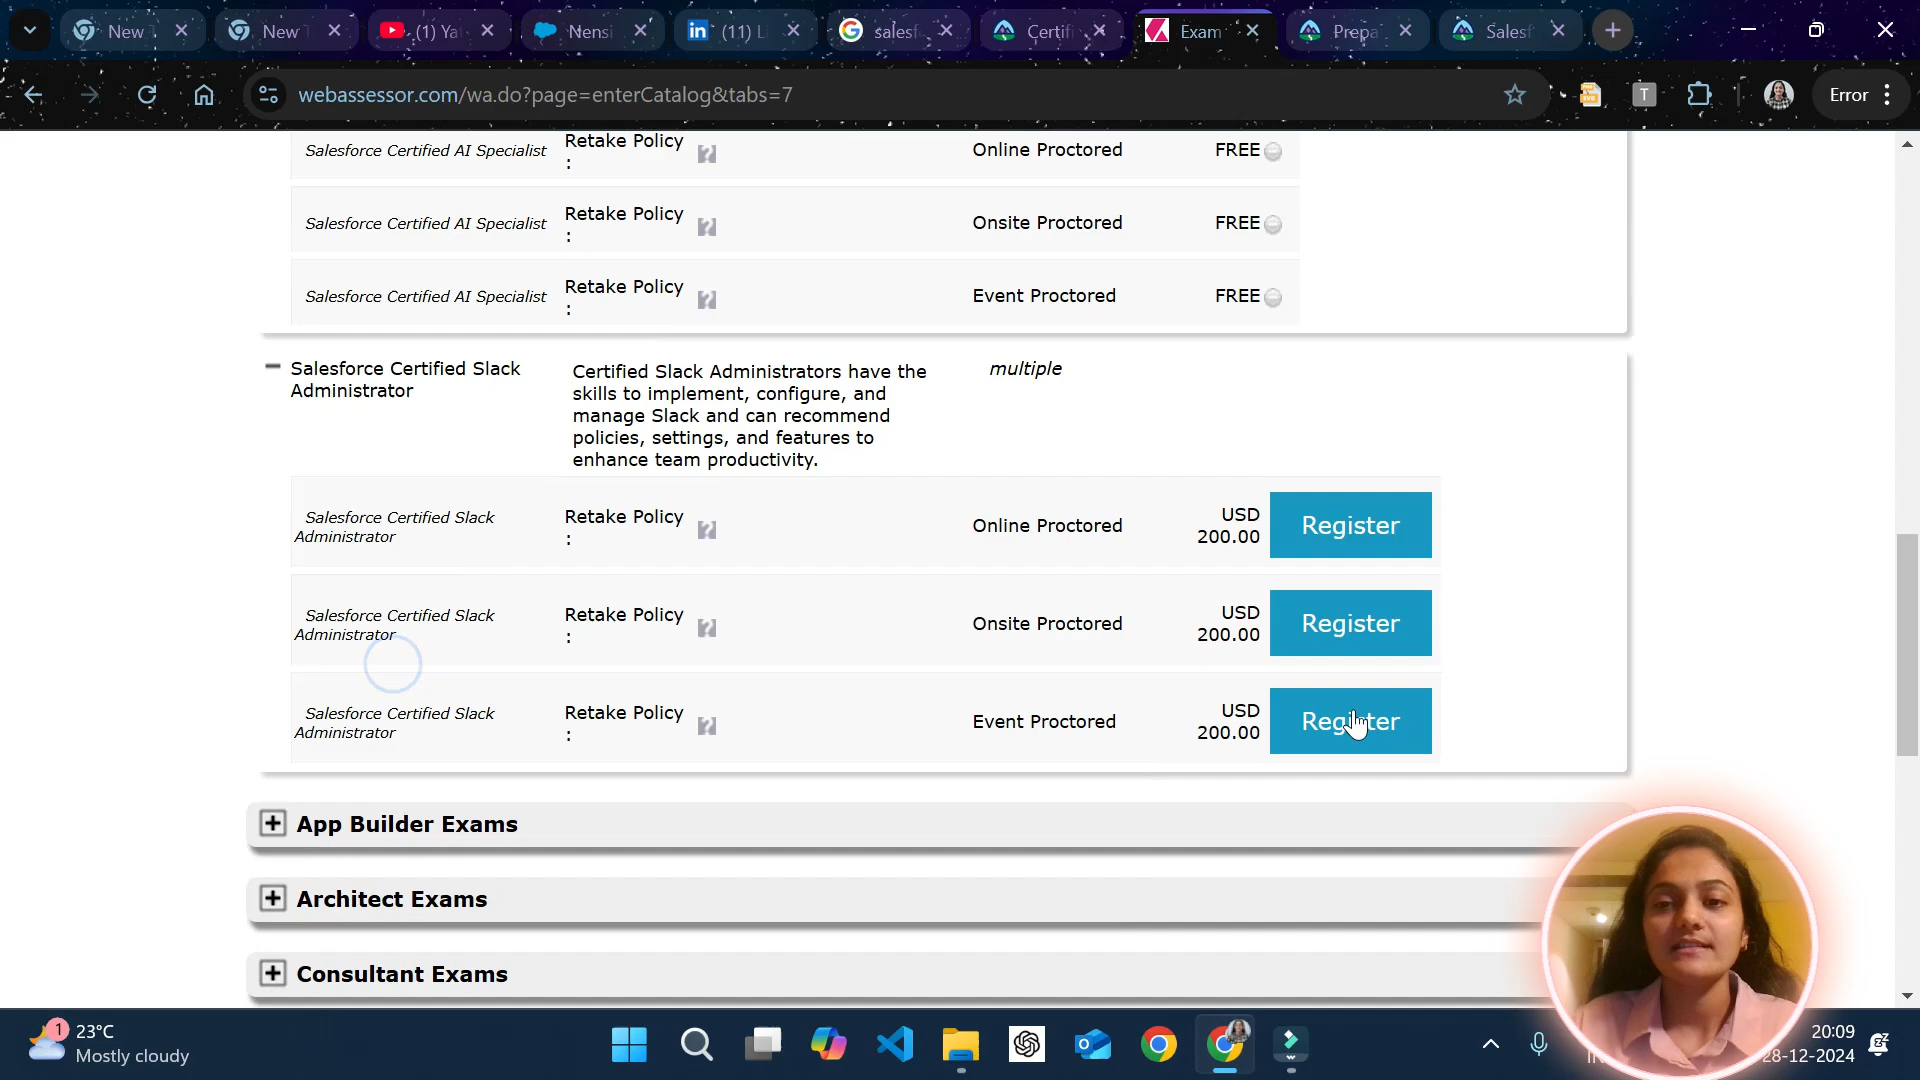 New T
New T
(1) Ya
Nensi
(11) Li
salesf
Certifi
Exam
Prepa
Salesf
webassessor.com/wa.do?page=enterCatalog&tabs=7
T
Error
Salesforce Certified AI Specialist
Retake Policy
:
Online Proctored
FREE
Salesforce Certified AI Specialist
Retake Policy
:
Onsite Proctored
FREE
Salesforce Certified AI Specialist
Retake Policy
:
Event Proctored
FREE
Salesforce Certified Slack
Administrator
Certified Slack Administrators have the
skills to implement, configure, and
manage Slack and can recommend
policies, settings, and features to
enhance team productivity.
multiple
Salesforce Certified Slack
Administrator
Retake Policy
:
Online Proctored
USD
200.00
Register
Salesforce Certified Slack
Administrator
Retake Policy
:
Onsite Proctored
USD
200.00
Register
Salesforce Certified Slack
Administrator
Retake Policy
:
Event Proctored
USD
200.00
Register
App Builder Exams
Architect Exams
Consultant Exams
1
23°C
Mostly cloudy
20:09
28-12-2024